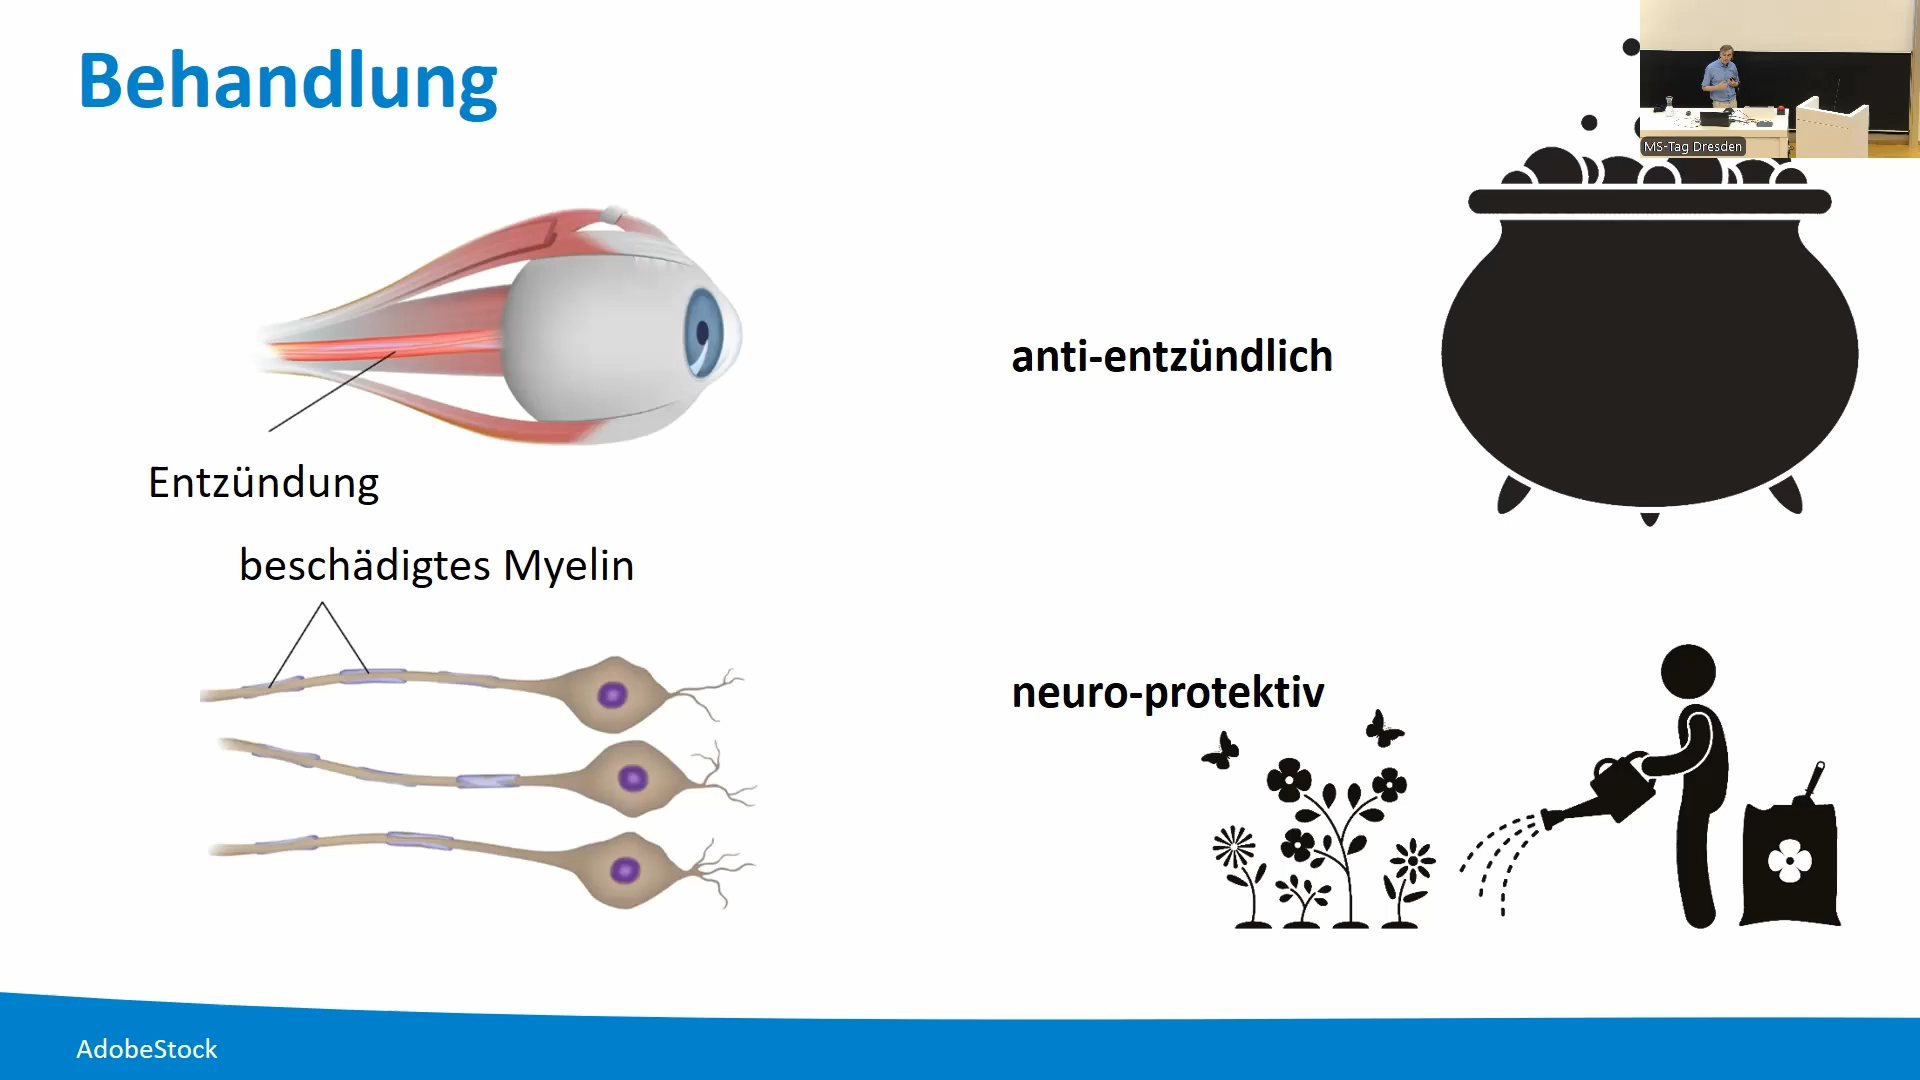 Behandlung
MS-Tag Dresden
anti-entzündlich
Entzündung
beschädigtes Myelin
neuro-protektiv
AdobeStock